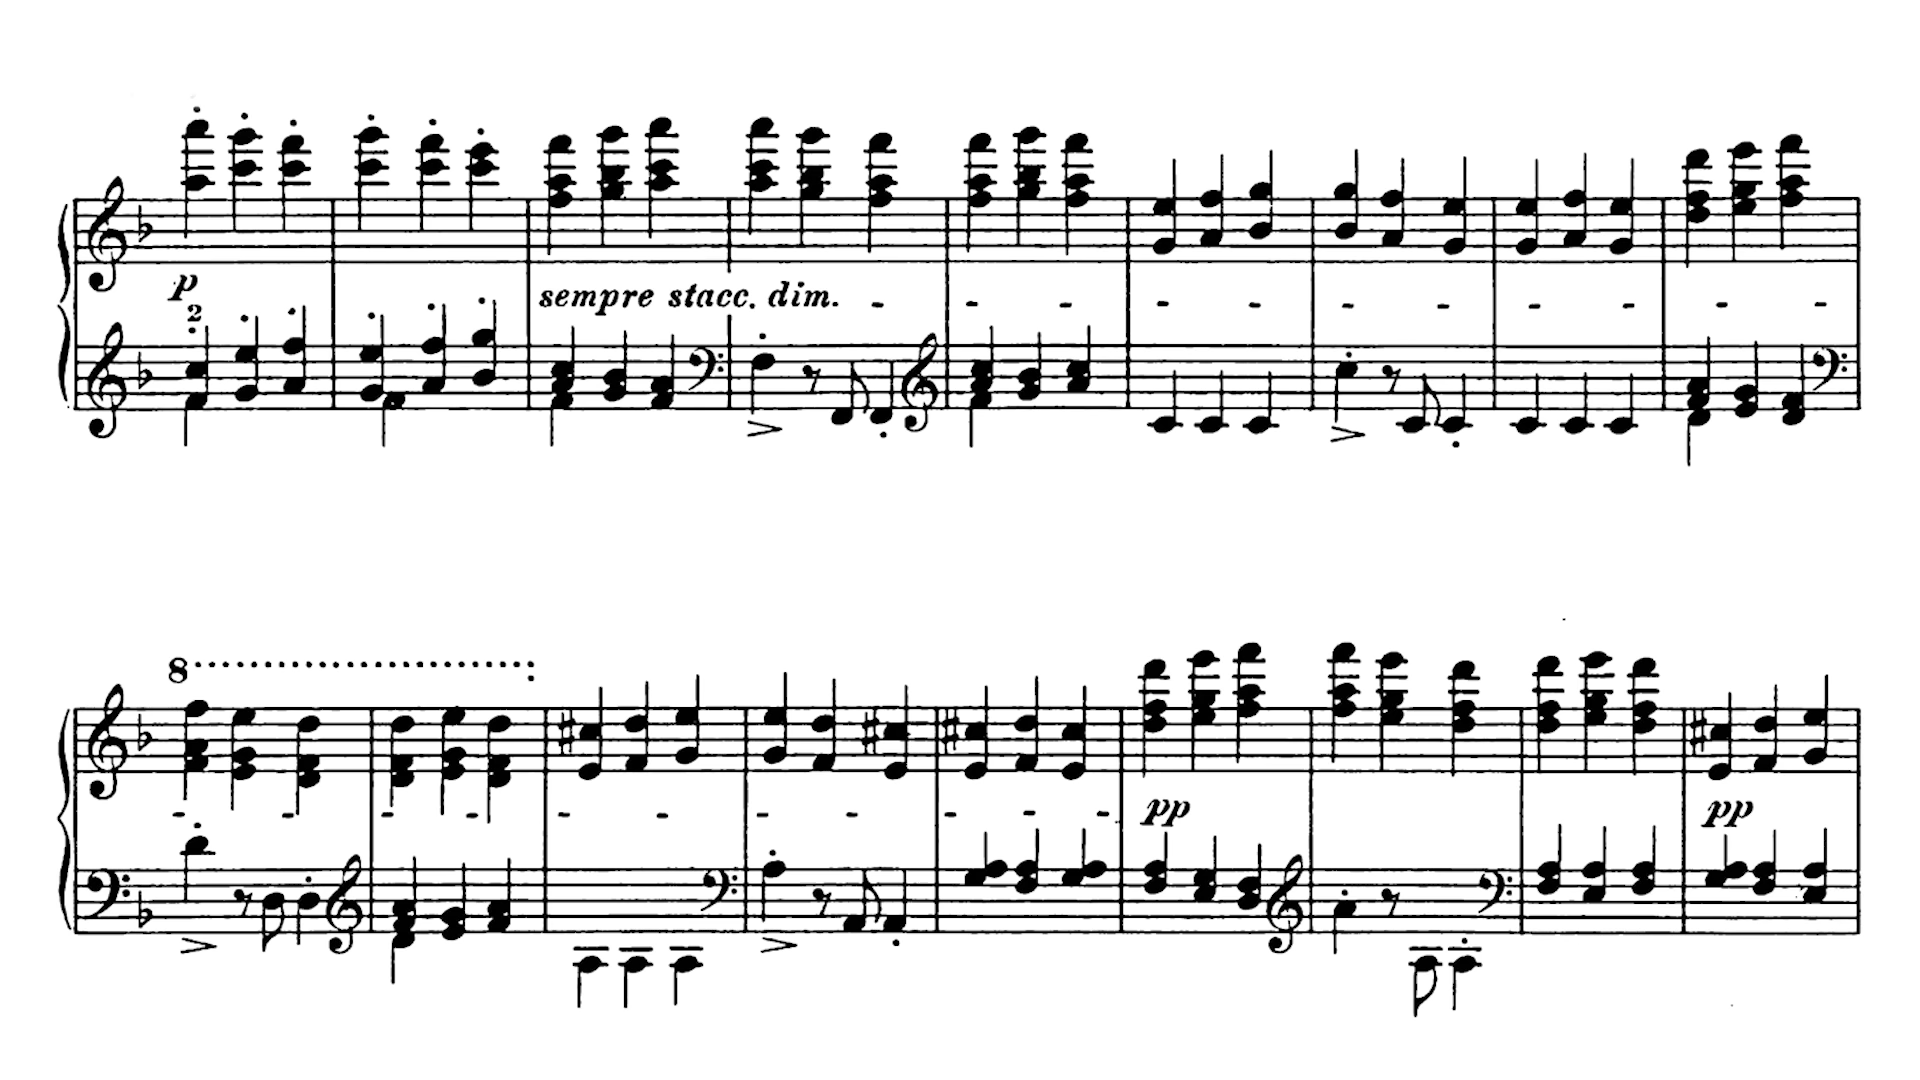 p
2
sempre stacc. dim. - - - - - - - - - - -
8
- - - - - - - - - - -
pp pp